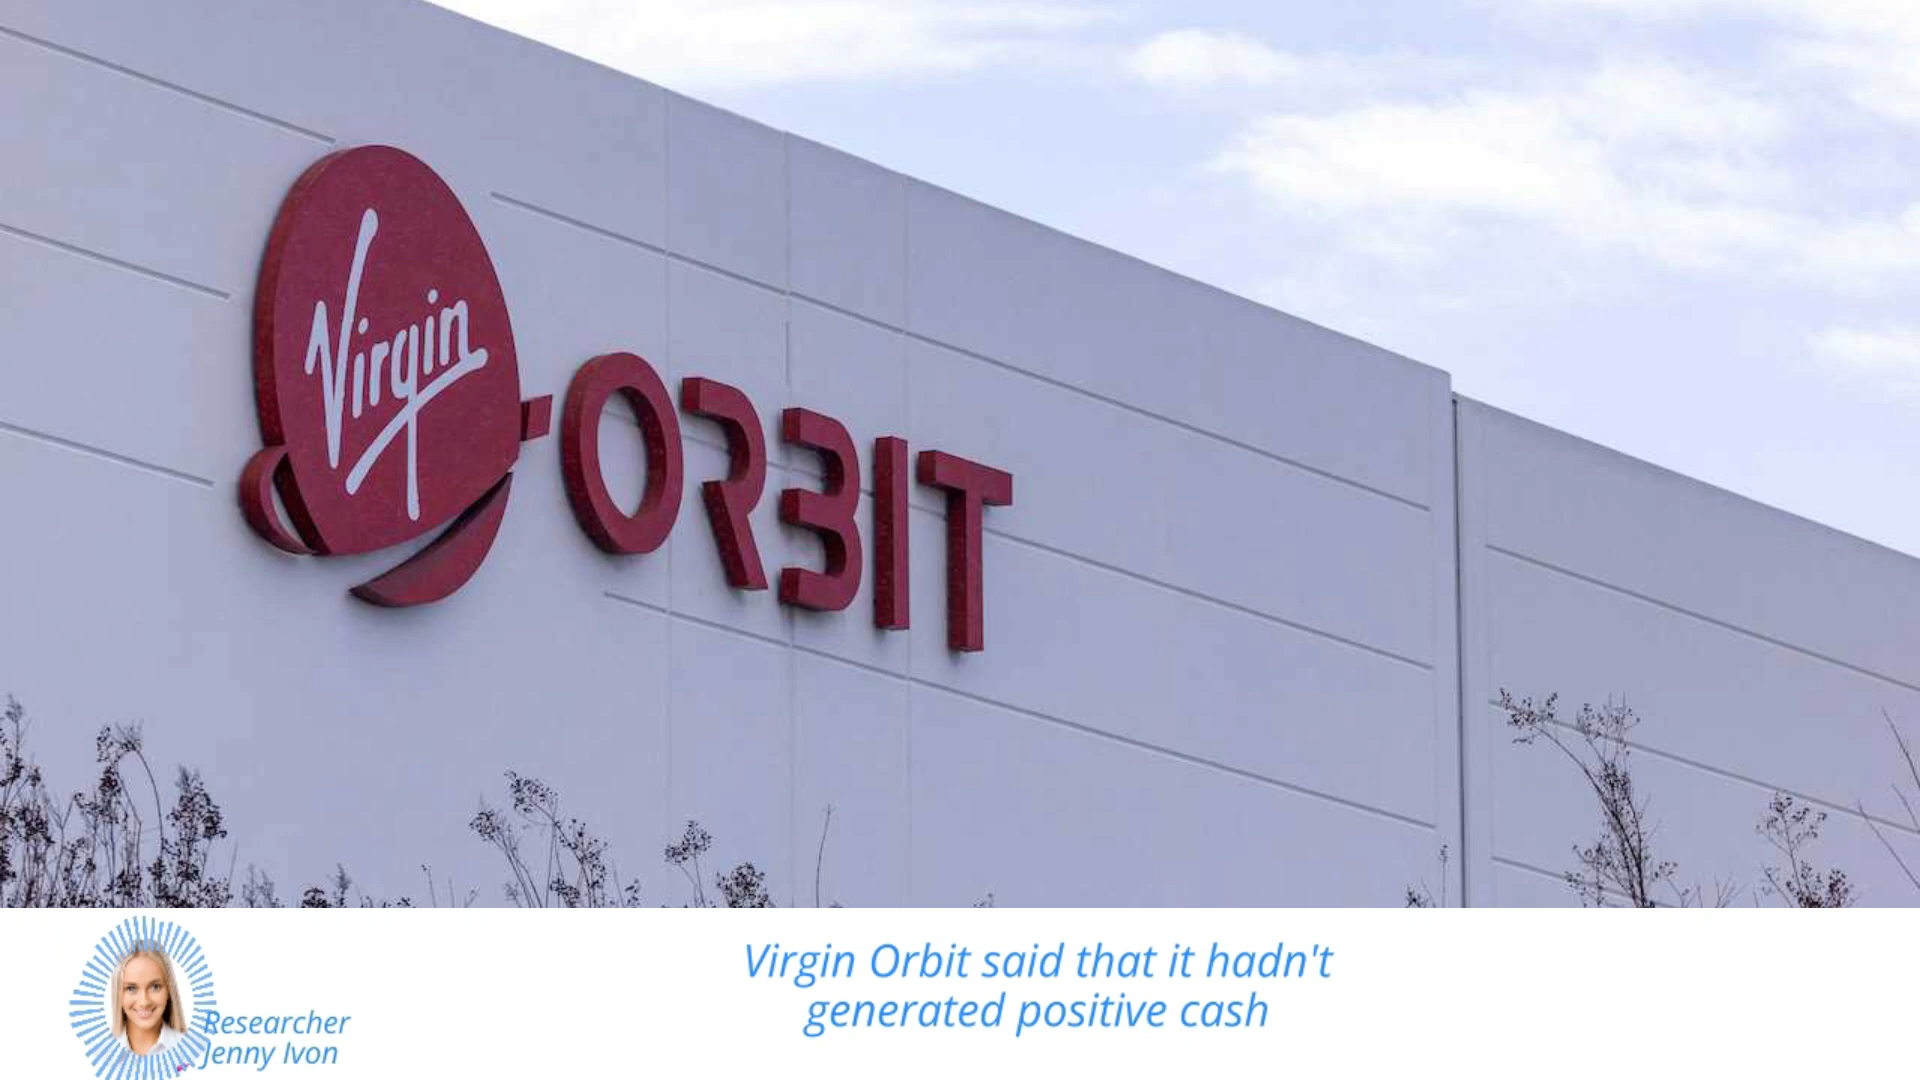 Virgin
ORBIT
Virgin Orbit said that it hadn't
generated positive cash
Researcher
Jenny Ivon